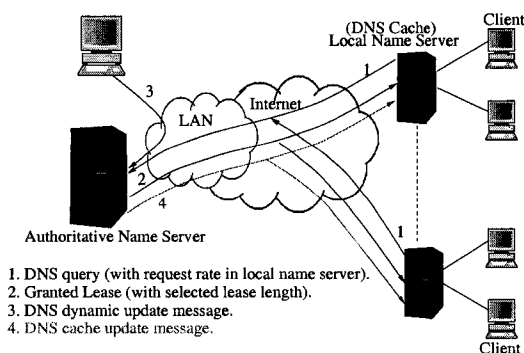 (DNS Cache)
Local Name Server
Client
1
3
Internet
LAN
2
4
1
Authoritative Name Server
1. DNS query (with request rate in local name server).
2. Granted Lease (with selected lease length).
3. DNS dynamic update message.
4. DNS cache update message.
Client